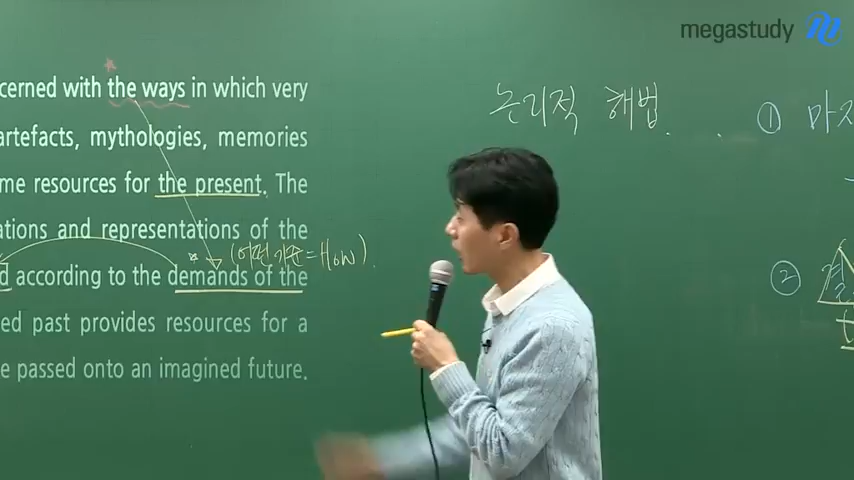 megastudy
cerned with the ways in which very
artefacts, mythologies, memories
me resources for the present. The
ations and representations of the
(어떤 기준=How).
d according to the demands of the
ed past provides resources for a
e passed onto an imagined future.
논리적 해법.
①
②